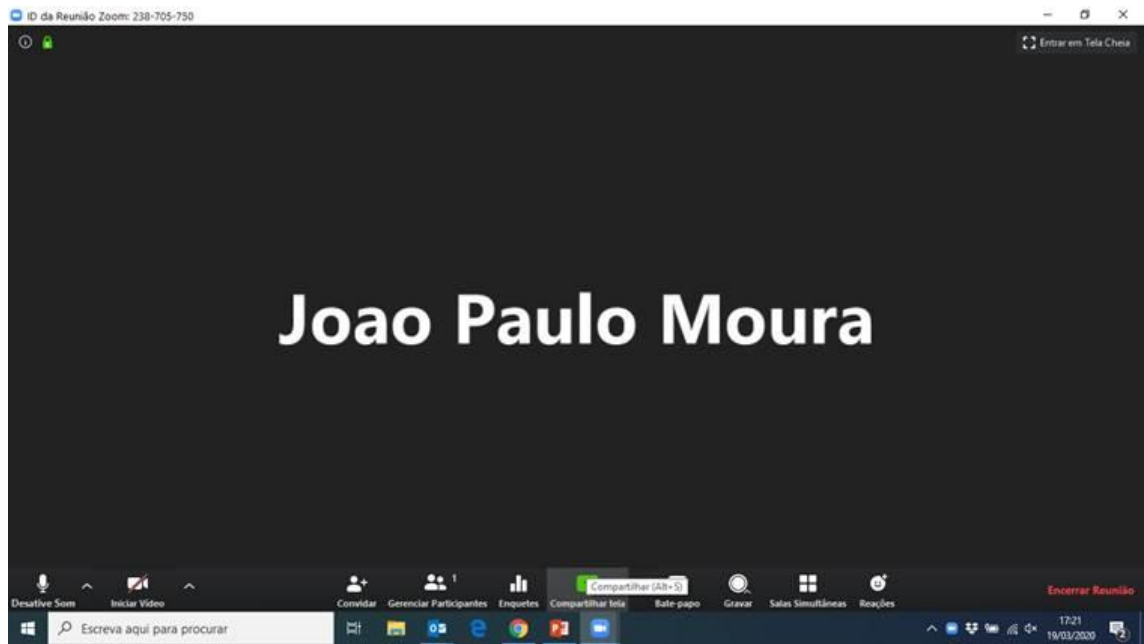 ID da Reunião Zoom: 238-705-750
Entrar em Tela Cheia
Joao Paulo Moura
1
Compartilhar (Alt+S)
Desative Som Iniciar Vídeo Convidar Gerenciar Participantes Enquetes Compartilhar tela Bate-papo Gravar Salas Simultâneas Reações Encerrar Reunião
Escreva aqui para procurar
17:21
19/03/2020